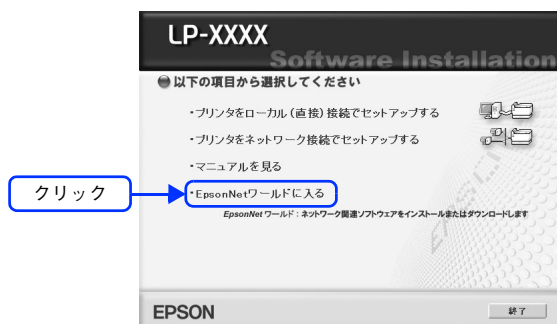 LP-XXXX
Software Installation
以下の項目から選択してください
・プリンタをローカル（直接）接続でセットアップする
・プリンタをネットワーク接続でセットアップする
・マニュアルを見る
クリック
・EpsonNetワールドに入る
EpsonNet ワールド：ネットワーク関連ソフトウェアをインストールまたはダウンロードします
EPSON
EPSON
終了